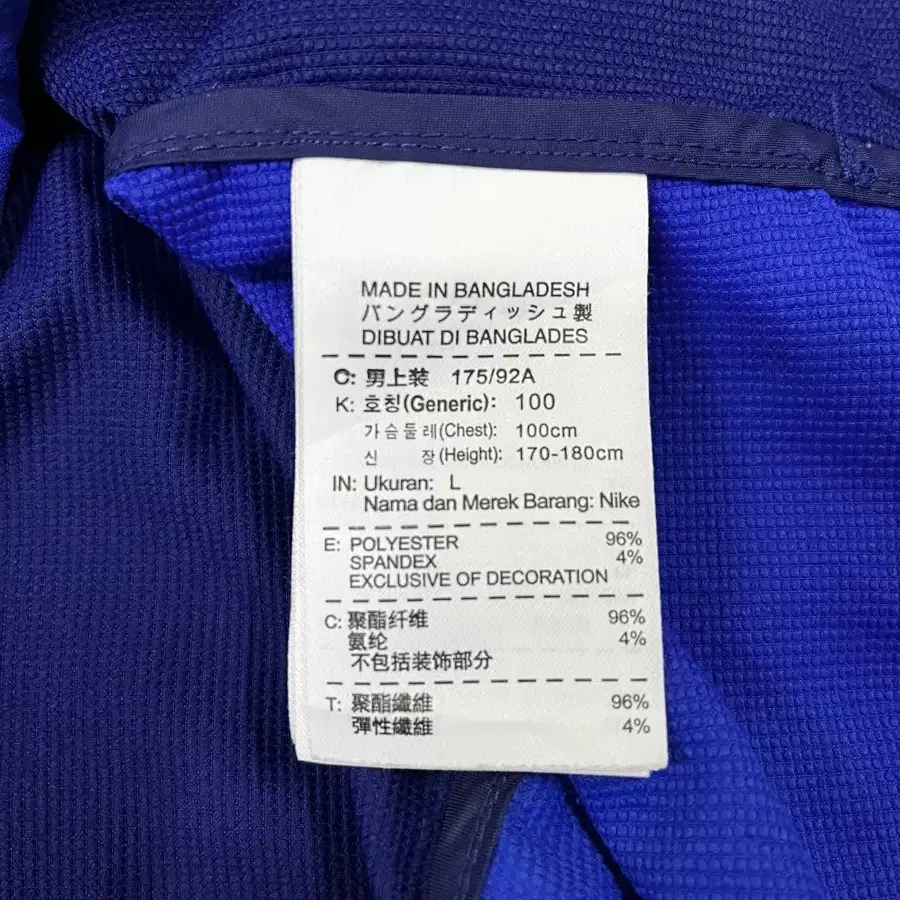 MADE IN BANGLADESH
バングラディッシュ製
DIBUAT DI BANGLADES
C: 男上装 175/92A
K: 호칭(Generic): 100
가슴둘레(Chest): 100cm
신 장(Height): 170-180cm
IN: Ukuran: L
Nama dan Merek Barang: Nike
E: POLYESTER 96%
SPANDEX 4%
EXCLUSIVE OF DECORATION
C: 聚酯纤维 96%
氨纶 4%
不包括装饰部分
T: 聚酯纖維 96%
彈性纖維 4%